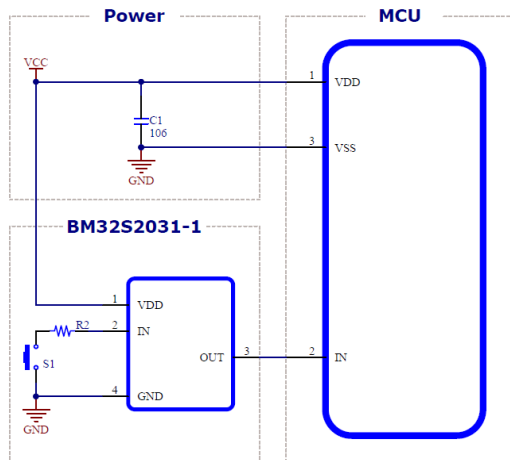 Power
MCU
VCC
1
VDD
C1
106
3
VSS
GND
BM32S2031-1
1
VDD
R2
2
IN
S1
OUT
3
2
IN
4
GND
GND